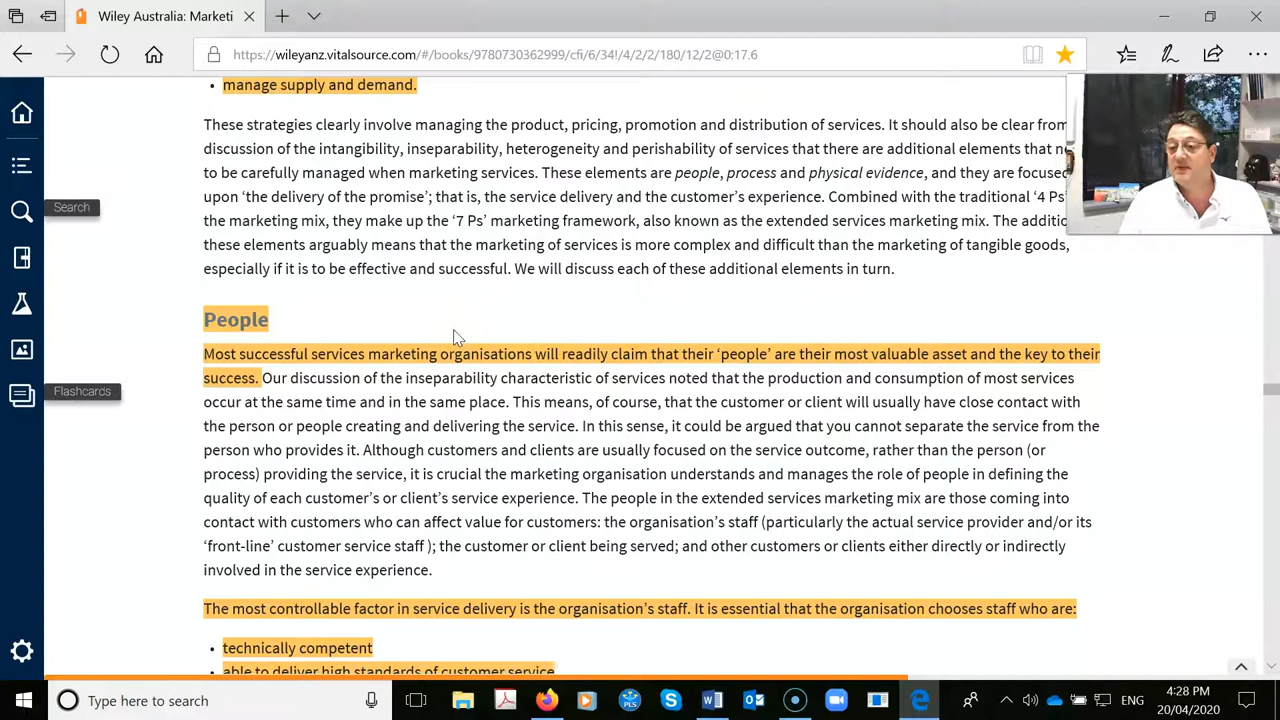 Wiley Australia: Marketi
https://wileyanz.vitalsource.com/#/books/9780730362999/cfi/6/34!/4/2/2/180/12/2@0:17.6
• manage supply and demand.
These strategies clearly involve managing the product, pricing, promotion and distribution of services. It should also be clear from
discussion of the intangibility, inseparability, heterogeneity and perishability of services that there are additional elements that
to be carefully managed when marketing services. These elements are people, process and physical evidence, and they are focused
upon ‘the delivery of the promise’; that is, the service delivery and the customer’s experience. Combined with the traditional ‘4 Ps’
the marketing mix, they make up the ‘7 Ps’ marketing framework, also known as the extended services marketing mix. The additio
these elements arguably means that the marketing of services is more complex and difficult than the marketing of tangible goods,
especially if it is to be effective and successful. We will discuss each of these additional elements in turn.
Search
People
Most successful services marketing organisations will readily claim that their ‘people’ are their most valuable asset and the key to their
success. Our discussion of the inseparability characteristic of services noted that the production and consumption of most services
Flashcards
occur at the same time and in the same place. This means, of course, that the customer or client will usually have close contact with
the person or people creating and delivering the service. In this sense, it could be argued that you cannot separate the service from the
person who provides it. Although customers and clients are usually focused on the service outcome, rather than the person (or
process) providing the service, it is crucial the marketing organisation understands and manages the role of people in defining the
quality of each customer’s or client’s service experience. The people in the extended services marketing mix are those coming into
contact with customers who can affect value for customers: the organisation’s staff (particularly the actual service provider and/or its
‘front-line’ customer service staff ); the customer or client being served; and other customers or clients either directly or indirectly
involved in the service experience.
The most controllable factor in service delivery is the organisation’s staff. It is essential that the organisation chooses staff who are:
• technically competent
• able to deliver high standards of customer service
Type here to search
ENG
4:28 PM
20/04/2020